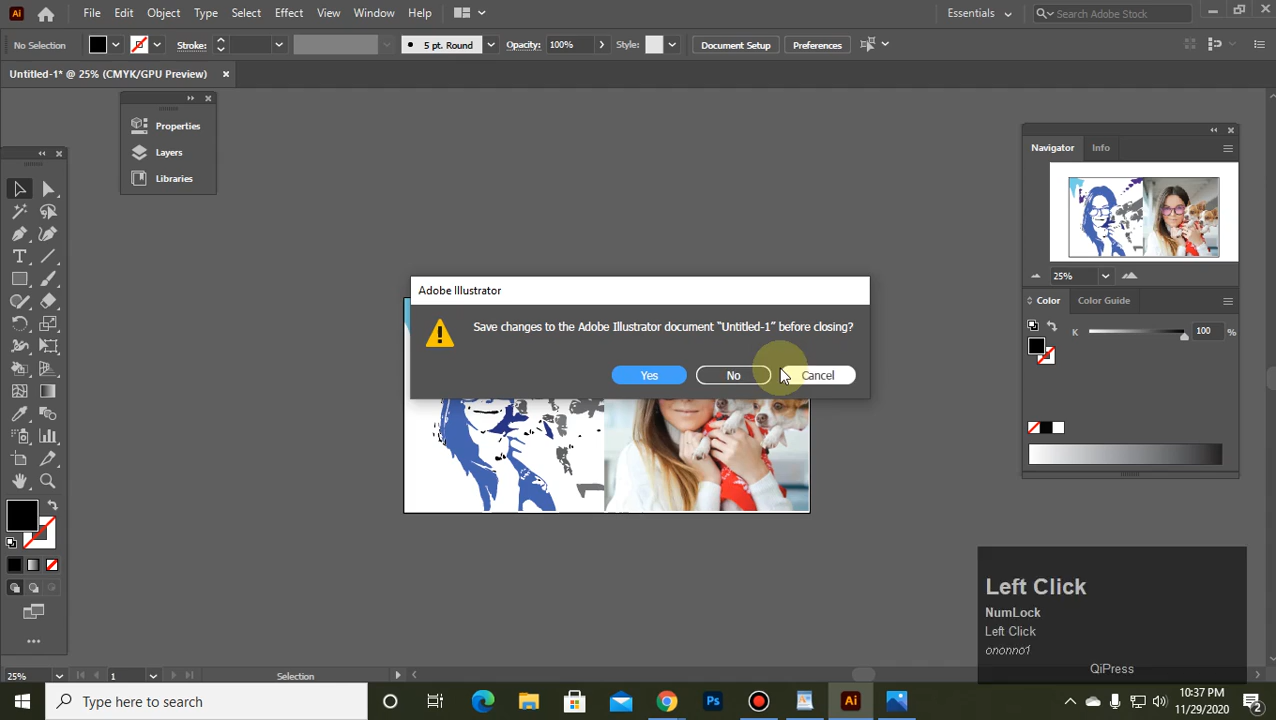 Ai File Edit Object Type Select Effect View Window Help Essentials Search Adobe Stock
No Selection Stroke: 5 pt. Round Opacity: 100% Style: Document Setup Preferences
Untitled-1* @ 25% (CMYK/GPU Preview)
Properties
Layers
Libraries
Navigator Info
25%
Color Color Guide
K 100 %
Adobe Illustrator
Save changes to the Adobe Illustrator document “Untitled-1” before closing?
Yes No Cancel
T
Left Click
NumLock
Left Click
ononno1
QiPress
25% 1 Selection
Type here to search
Ps Ai
10:37 PM
11/29/2020
2